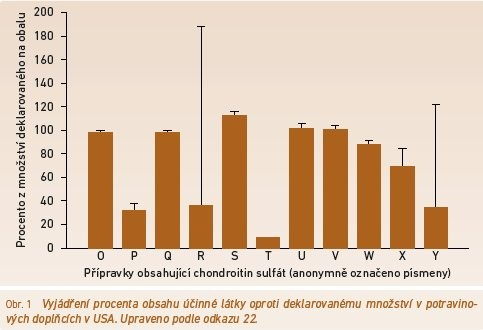 Procento z množství deklarovaného na obalu
200
180
160
140
120
100
80
60
40
20
0
O P Q R S T U V W X Y
Přípravky obsahující chondroitin sulfát (anonymně označeno písmeny)
Obr. 1 Vyjádření procenta obsahu účinné látky oproti deklarovanému množství v potravino-
vých doplňcích v USA. Upraveno podle odkazu 22.